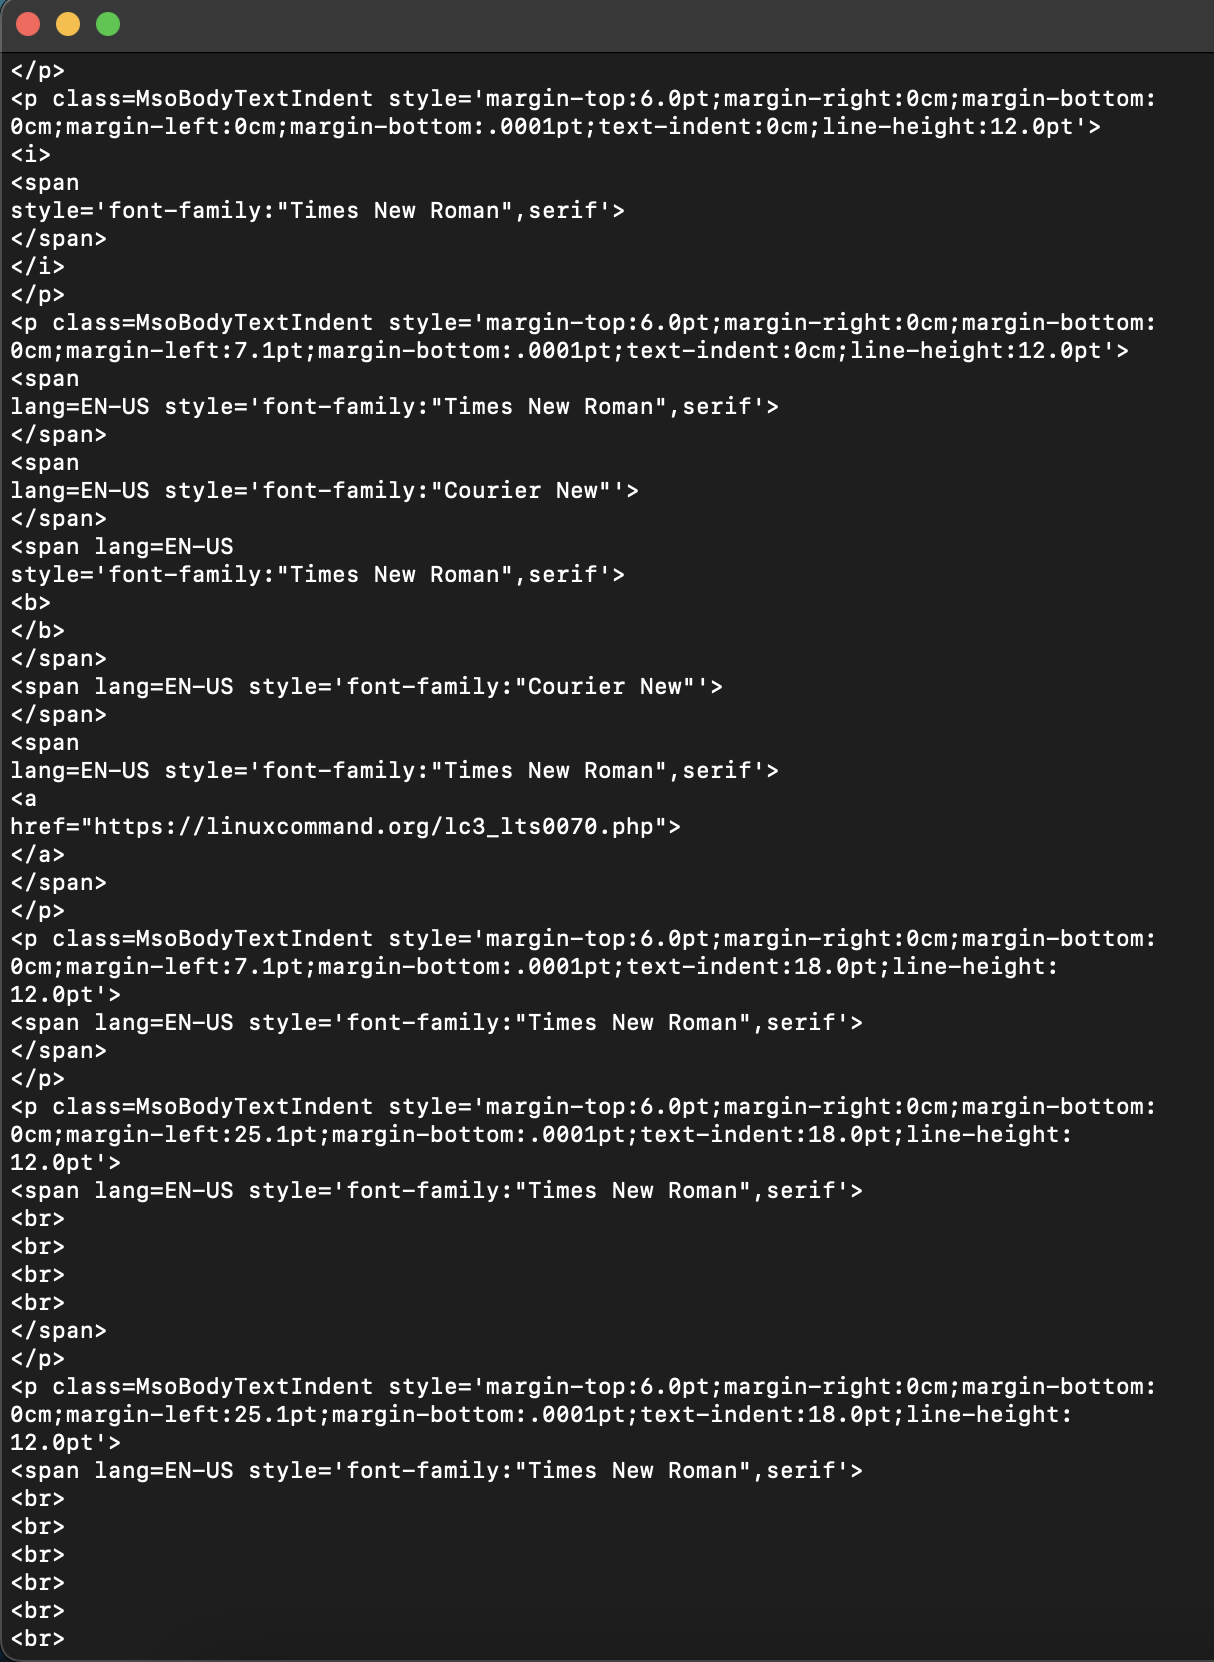 </p>
<p class=MsoBodyTextIndent style='margin-top:6.0pt;margin-right:0cm;margin-bottom:
0cm;margin-left:0cm;margin-bottom:.0001pt;text-indent:0cm;line-height:12.0pt'>
<i>
<span
style='font-family:"Times New Roman",serif'>
</span>
</i>
</p>
<p class=MsoBodyTextIndent style='margin-top:6.0pt;margin-right:0cm;margin-bottom:
0cm;margin-left:7.1pt;margin-bottom:.0001pt;text-indent:0cm;line-height:12.0pt'>
<span
lang=EN-US style='font-family:"Times New Roman",serif'>
</span>
<span
lang=EN-US style='font-family:"Courier New"'>
</span>
<span lang=EN-US
style='font-family:"Times New Roman",serif'>
<b>
</b>
</span>
<span lang=EN-US style='font-family:"Courier New"'>
</span>
<span
lang=EN-US style='font-family:"Times New Roman",serif'>
<a
href="https://linuxcommand.org/lc3_lts0070.php">
</a>
</span>
</p>
<p class=MsoBodyTextIndent style='margin-top:6.0pt;margin-right:0cm;margin-bottom:
0cm;margin-left:7.1pt;margin-bottom:.0001pt;text-indent:18.0pt;line-height:
12.0pt'>
<span lang=EN-US style='font-family:"Times New Roman",serif'>
</span>
</p>
<p class=MsoBodyTextIndent style='margin-top:6.0pt;margin-right:0cm;margin-bottom:
0cm;margin-left:25.1pt;margin-bottom:.0001pt;text-indent:18.0pt;line-height:
12.0pt'>
<span lang=EN-US style='font-family:"Times New Roman",serif'>
<br>
<br>
<br>
<br>
</span>
</p>
<p class=MsoBodyTextIndent style='margin-top:6.0pt;margin-right:0cm;margin-bottom:
0cm;margin-left:25.1pt;margin-bottom:.0001pt;text-indent:18.0pt;line-height:
12.0pt'>
<span lang=EN-US style='font-family:"Times New Roman",serif'>
<br>
<br>
<br>
<br>
<br>
<br>